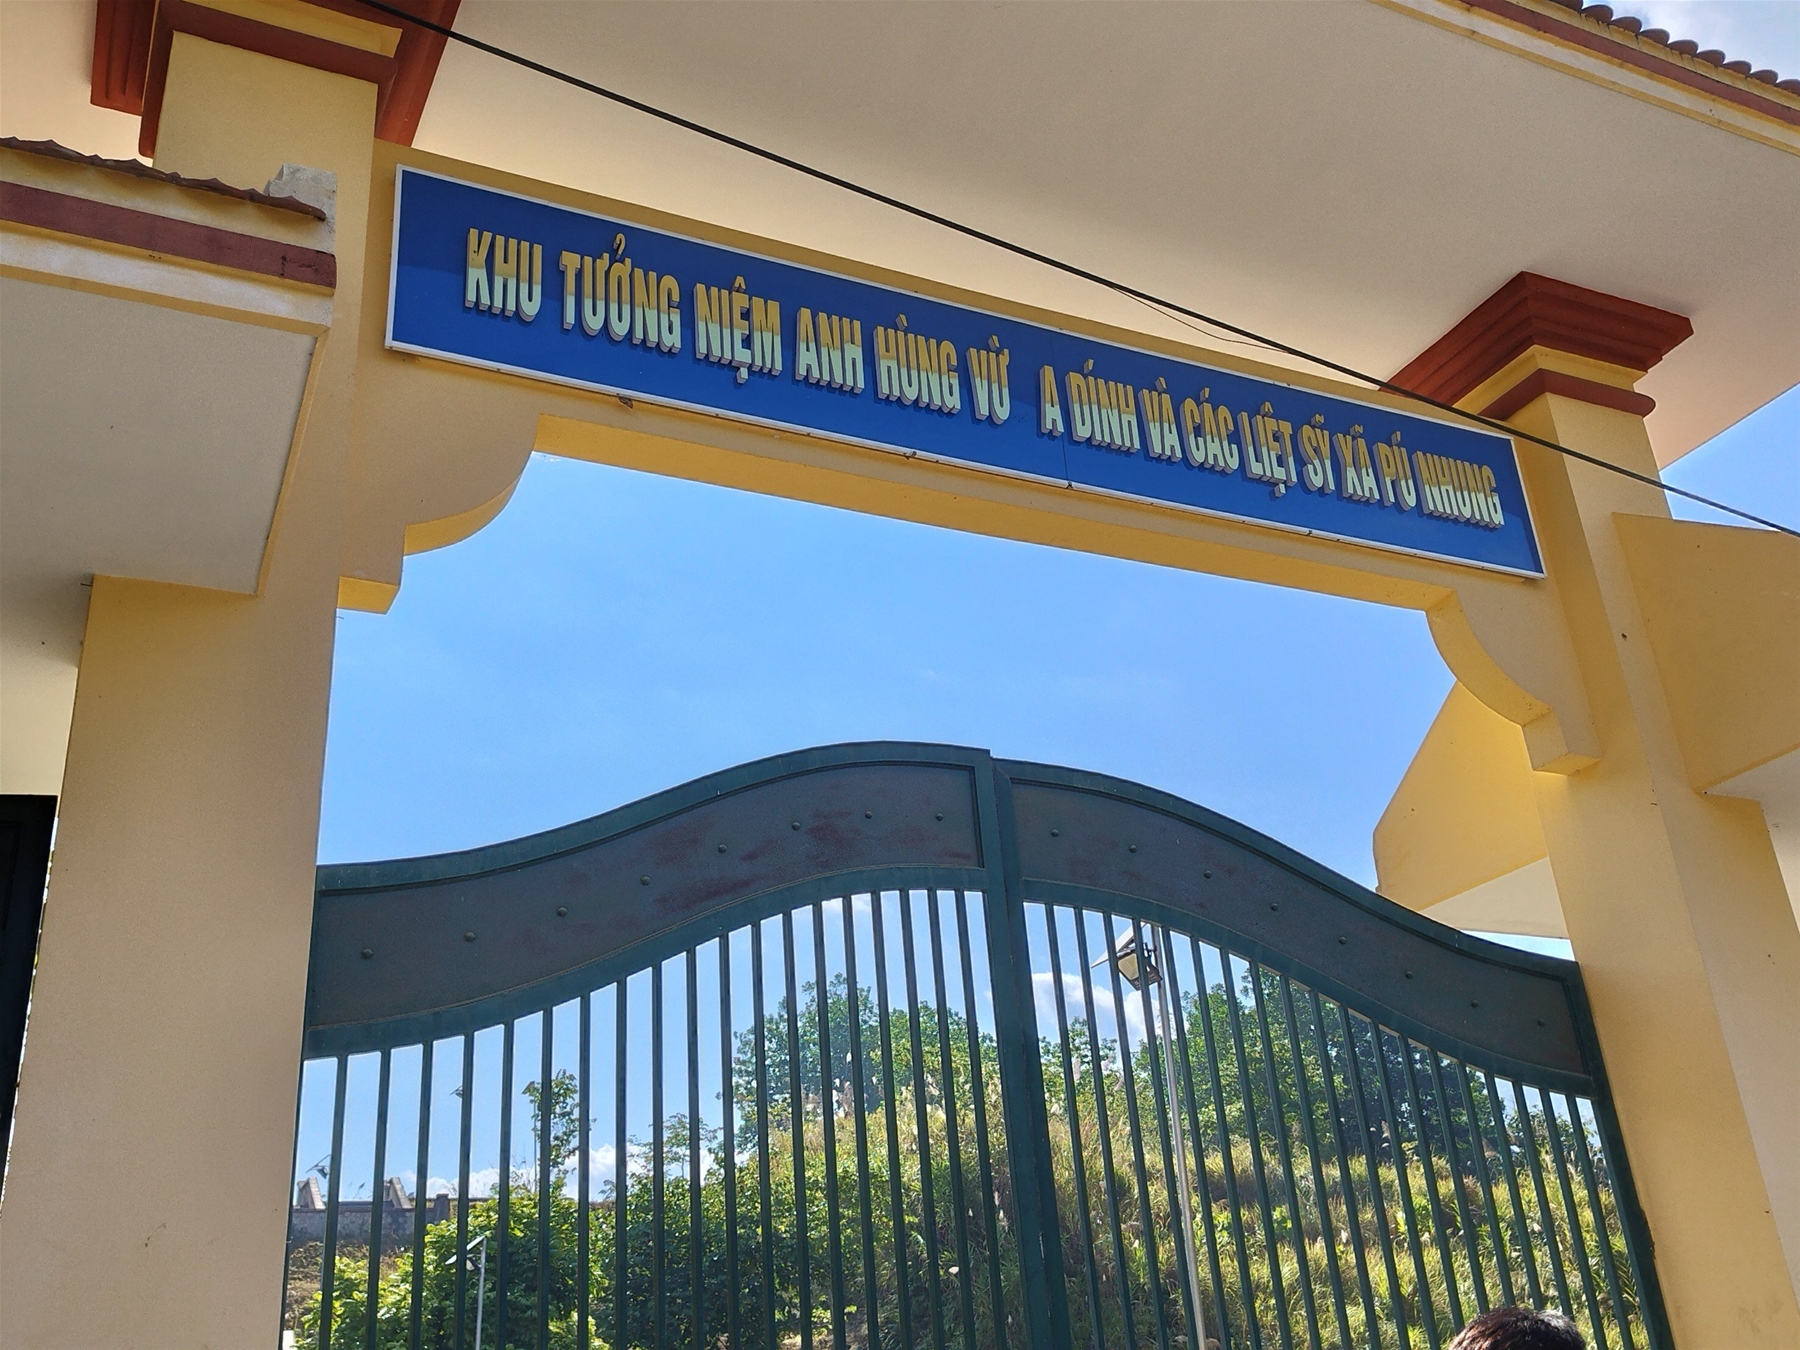 KHU TƯỞNG NIỆM ANH HÙNG VỪ A DÍNH VÀ CÁC LIỆT SỸ XÃ PÚ NHUNG